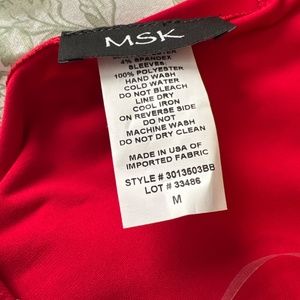 MSK
4% SPANDEX
SLEEVES
100% POLYESTER
HAND WASH
COLD WATER
DO NOT BLEACH
LINE DRY
COOL IRON
ON REVERSE SIDE
DO NOT
MACHINE WASH
DO NOT DRY CLEAN
MADE IN USA OF
IMPORTED FABRIC
STYLE # 3013503BB
LOT # 33486
M